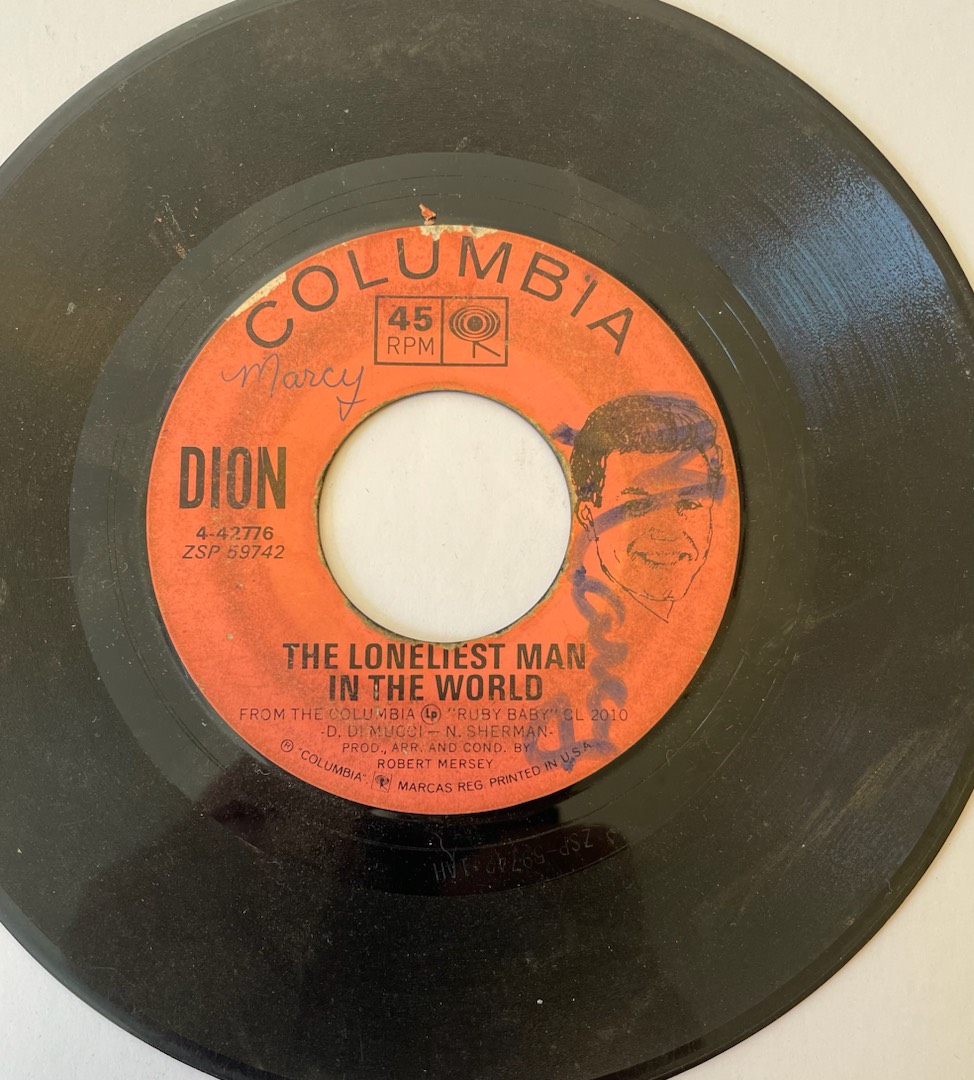 COLUMBIA
45
RPM
Marcy
DION
4-42776
ZSP 59742
THE LONELIEST MAN
IN THE WORLD
FROM THE COLUMBIA Lp "RUBY BABY" CL 2010
-D. DI MUCCI — N. SHERMAN-
PROD., ARR. AND COND. BY
ROBERT MERSEY
® "COLUMBIA". MARCAS REG. PRINTED IN U.S.A.